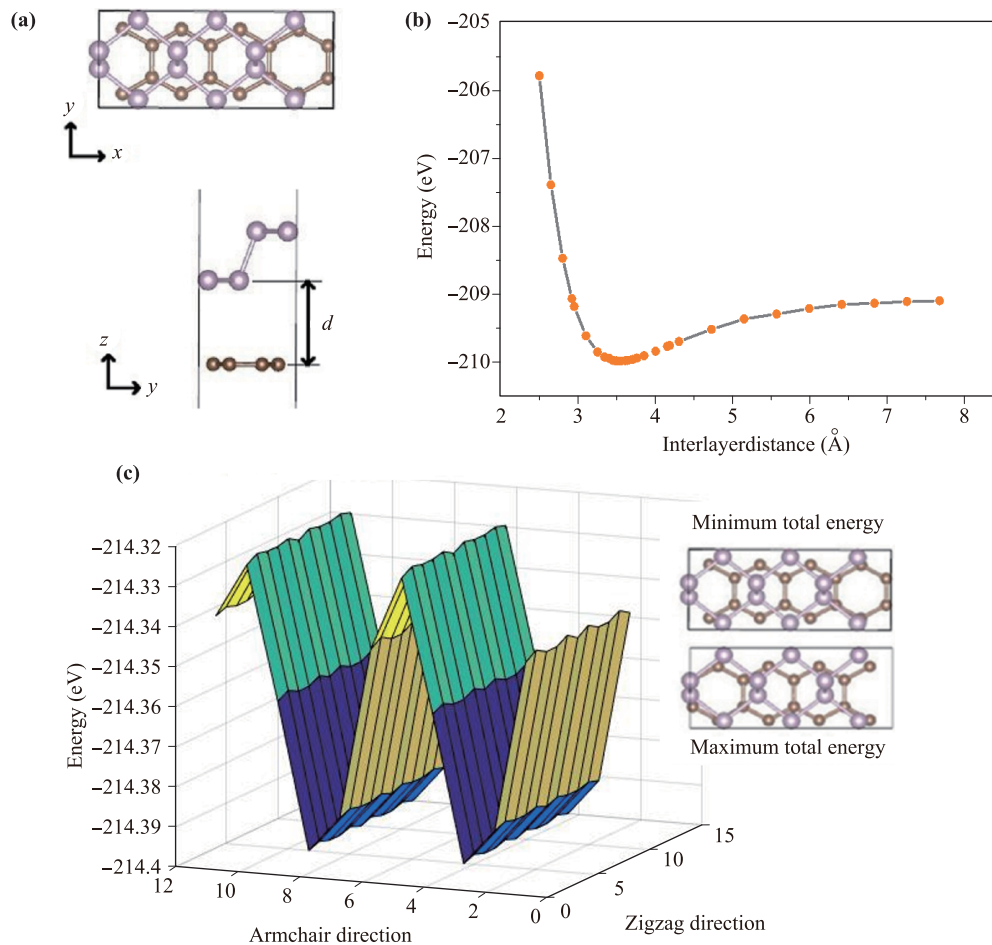 (a)
y
x
z
y
d
(b)
−205
−206
−207
−208
−209
−210
Energy (eV)
2 3 4 5 6 7 8
Interlayerdistance (Å)
(c)
−214.32
−214.33
−214.34
−214.35
−214.36
−214.37
−214.38
−214.39
−214.4
Energy (eV)
12 10 8 6 4 2 0
Armchair direction
0 5 10 15
Zigzag direction
Minimum total energy
Maximum total energy